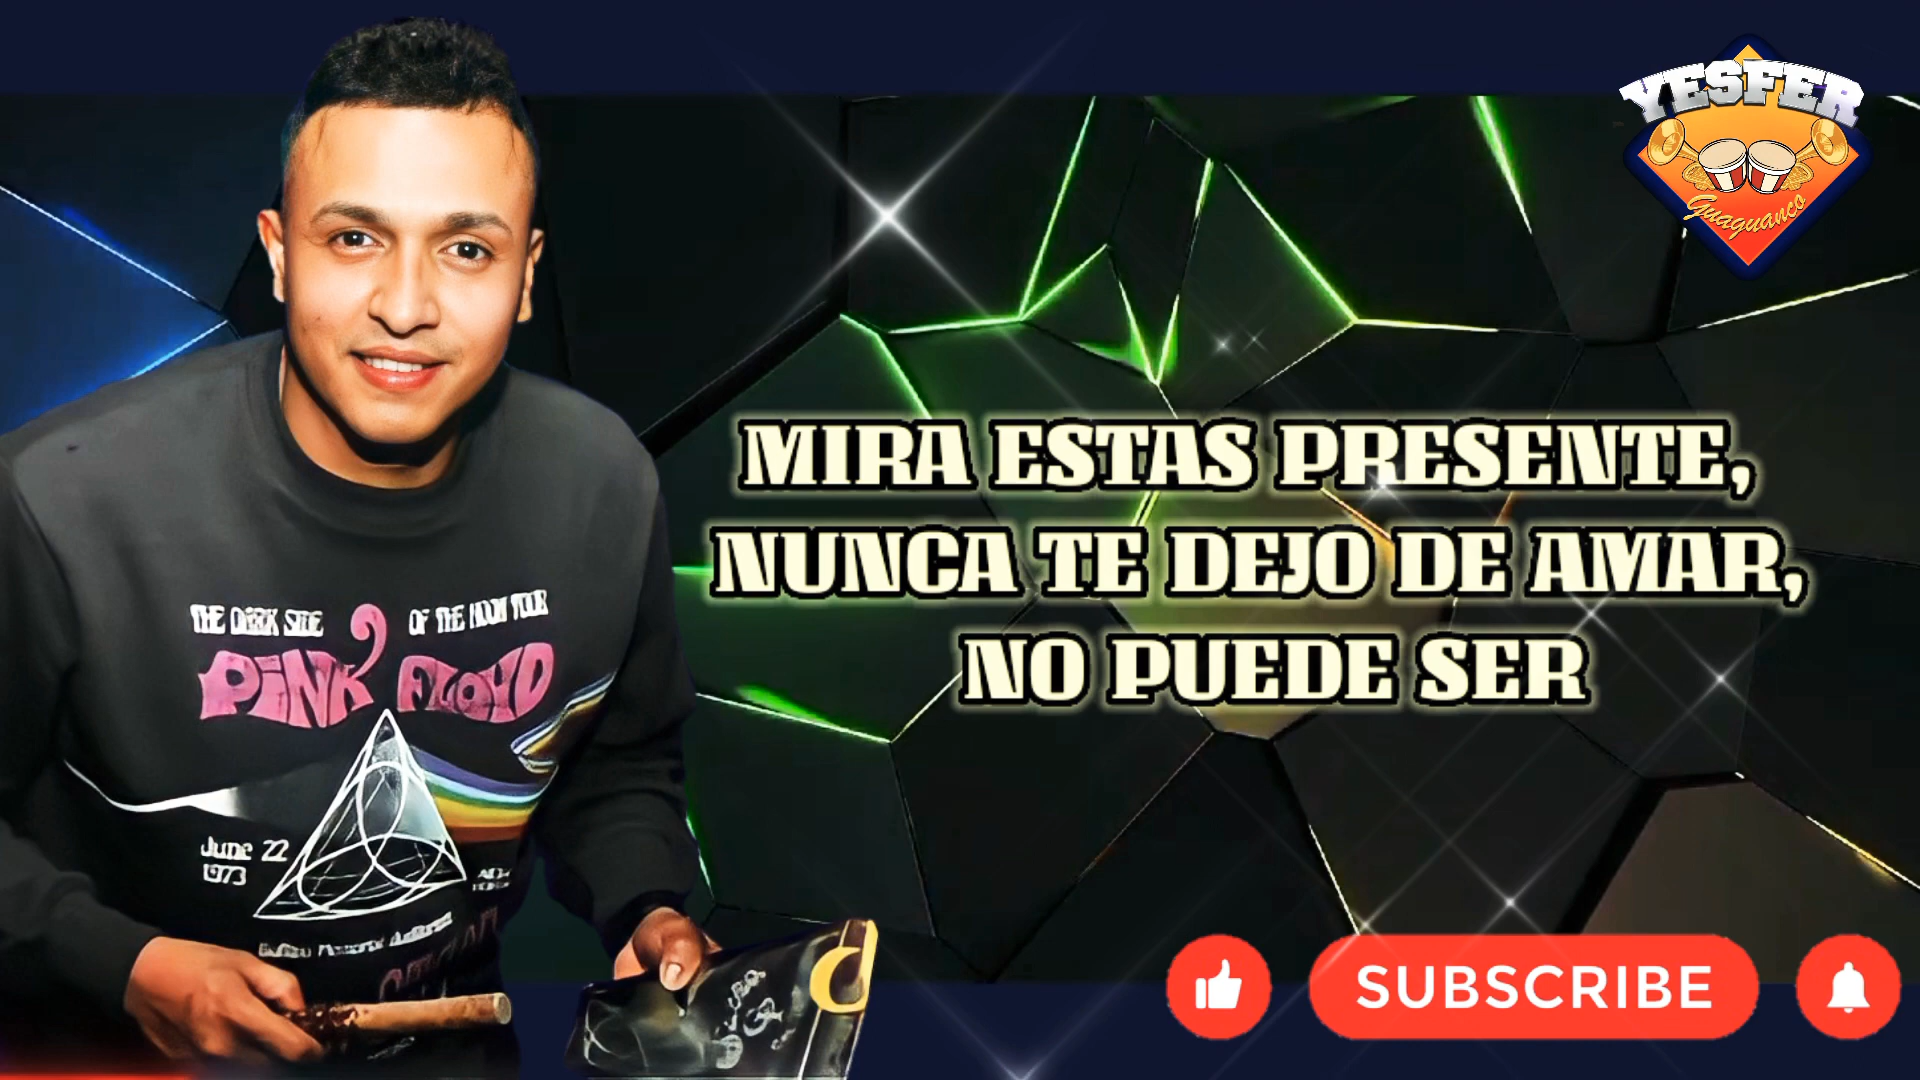 YESFER
Guaguanco
MIRA ESTAS PRESENTE,
NUNCA TE DEJO DE AMAR,
NO PUEDE SER
THE DARK SIDE OF THE MOON TOUR
PINK FLOYD
June 22
1973
SUBSCRIBE